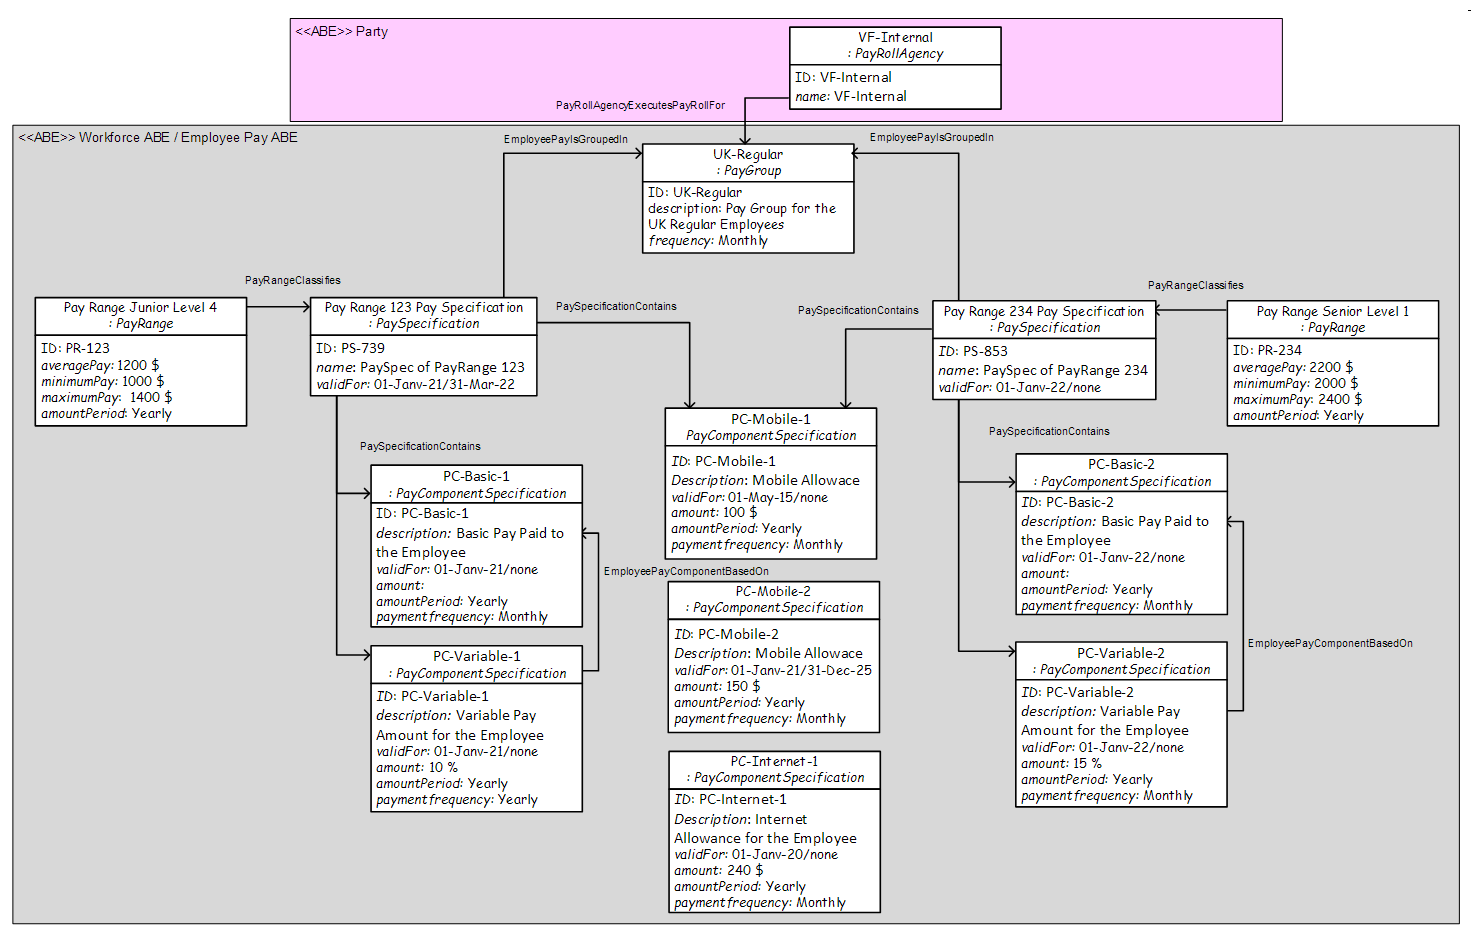 <<ABE>> Party
VF-Internal
: PayRollAgency
ID: VF-Internal
name: VF-Internal
PayRollAgencyExecutesPayRollFor
<<ABE>> Workforce ABE / Employee Pay ABE
EmployeePayIsGroupedIn
EmployeePayIsGroupedIn
UK-Regular
: PayGroup
ID: UK-Regular
description: Pay Group for the
UK Regular Employees
frequency: Monthly
PayRangeClassifies
Pay Range Junior Level 4
: PayRange
ID: PR-123
averagePay: 1200 $
minimumPay: 1000 $
maximumPay: 1400 $
amountPeriod: Yearly
Pay Range 123 Pay Specification
: PaySpecification
ID: PS-739
name: PaySpec of PayRange 123
validFor: 01-Janv-21/31-Mar-22
PaySpecificationContains
PaySpecificationContains
Pay Range 234 Pay Specification
: PaySpecification
ID: PS-853
name: PaySpec of PayRange 234
validFor: 01-Janv-22/none
PayRangeClassifies
Pay Range Senior Level 1
: PayRange
ID: PR-234
averagePay: 2200 $
minimumPay: 2000 $
maximumPay: 2400 $
amountPeriod: Yearly
PaySpecificationContains
PC-Basic-1
: PayComponentSpecification
ID: PC-Basic-1
description: Basic Pay Paid to
the Employee
validFor: 01-Janv-21/none
amount:
amountPeriod: Yearly
paymentfrequency: Monthly
EmployeePayComponentBasedOn
PC-Variable-1
: PayComponentSpecification
ID: PC-Variable-1
description: Variable Pay
Amount for the Employee
validFor: 01-Janv-21/none
amount: 10 %
amountPeriod: Yearly
paymentfrequency: Yearly
PC-Mobile-1
PayComponentSpecification
ID: PC-Mobile-1
Description: Mobile Allowace
validFor: 01-May-15/none
amount: 100 $
amountPeriod: Yearly
paymentfrequency: Monthly
PC-Mobile-2
: PayComponentSpecification
ID: PC-Mobile-2
Description: Mobile Allowace
validFor: 01-Janv-21/31-Dec-25
amount: 150 $
amountPeriod: Yearly
paymentfrequency: Monthly
PC-Internet-1
: PayComponentSpecification
ID: PC-Internet-1
Description: Internet
Allowance for the Employee
validFor: 01-Janv-20/none
amount: 240 $
amountPeriod: Yearly
paymentfrequency: Monthly
PaySpecificationContains
PC-Basic-2
: PayComponentSpecification
ID: PC-Basic-2
description: Basic Pay Paid to
the Employee
validFor: 01-Janv-22/none
amount:
amountPeriod: Yearly
paymentfrequency: Monthly
EmployeePayComponentBasedOn
PC-Variable-2
: PayComponentSpecification
ID: PC-Variable-2
description: Variable Pay
Amount for the Employee
validFor: 01-Janv-22/none
amount: 15 %
amountPeriod: Yearly
paymentfrequency: Monthly